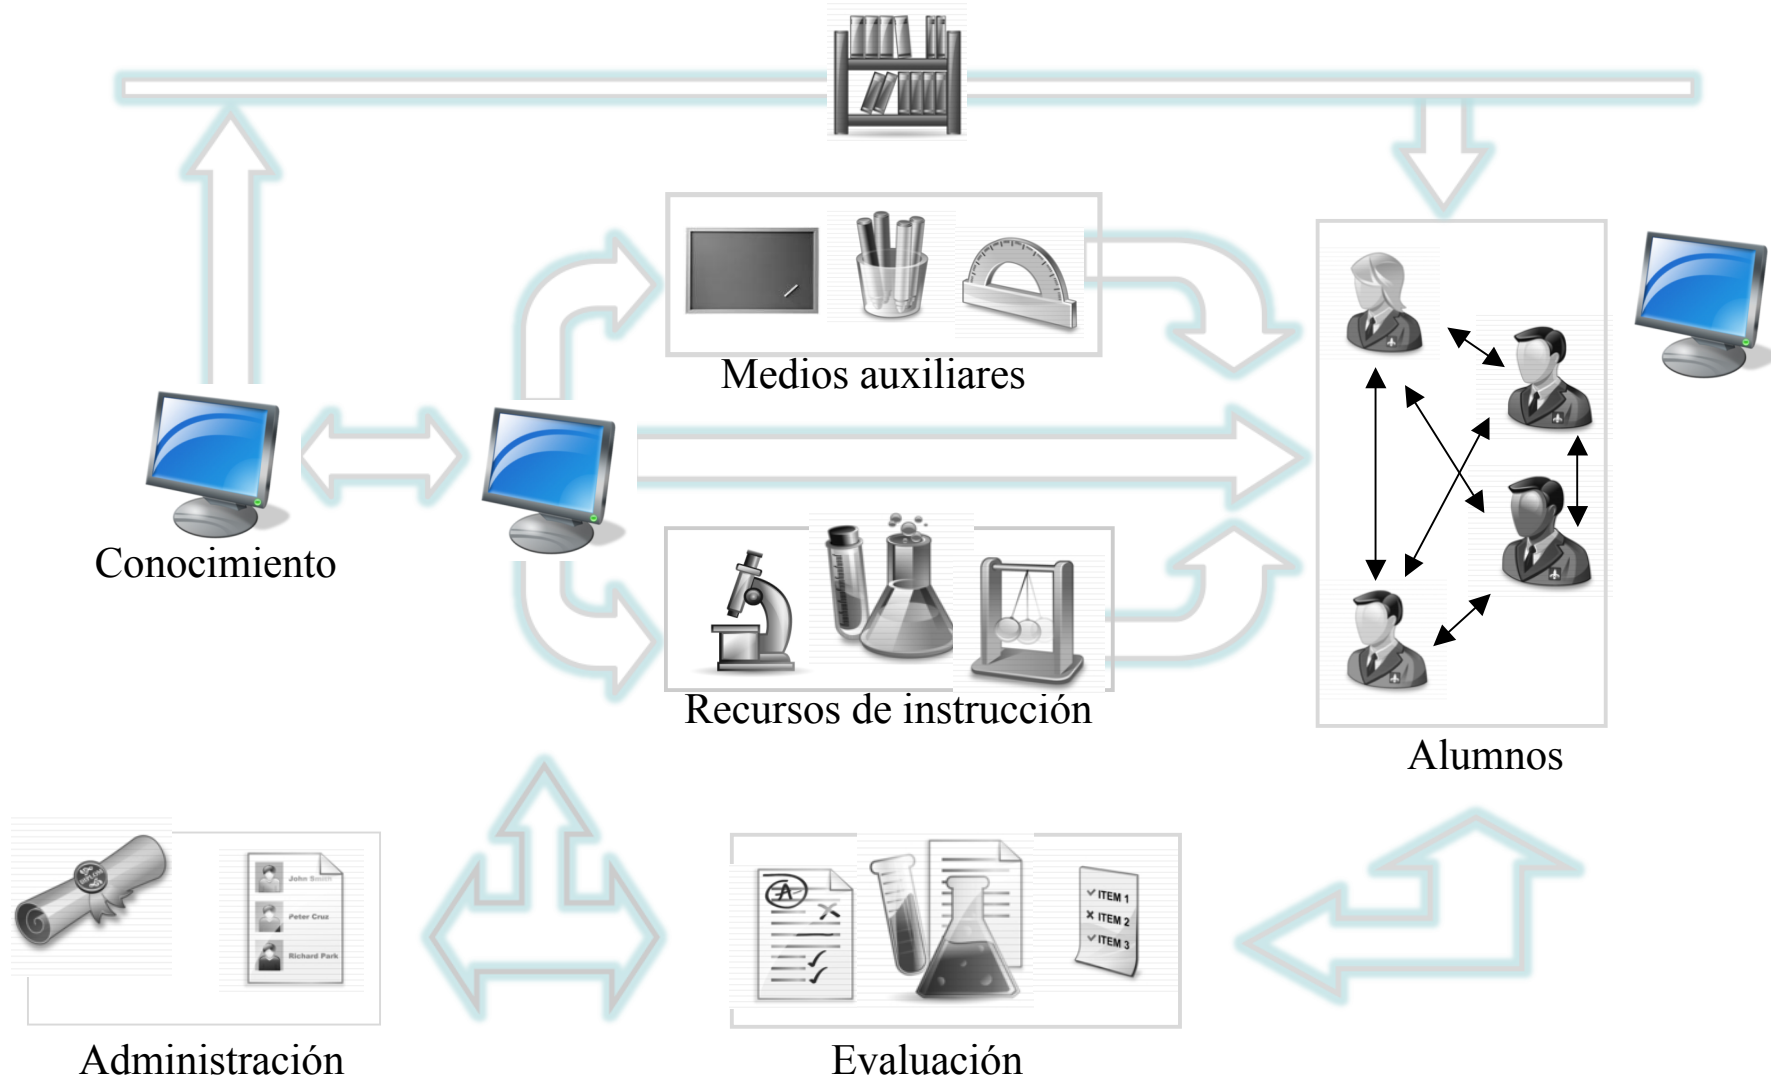 Medios auxiliares
Conocimiento
Recursos de instrucción
Alumnos
John Smith
Peter Cruz
Richard Park
A
ITEM 1
ITEM 2
ITEM 3
Administración
Evaluación